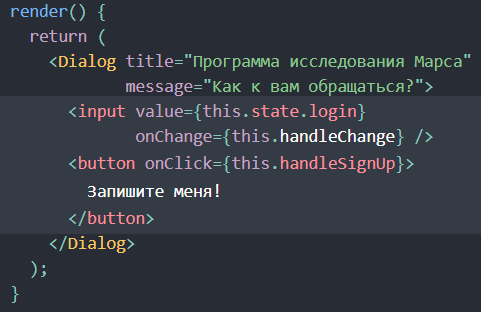 render() {
  return (
    <Dialog title="Программа исследования Марса"
            message="Как к вам обращаться?">
      <input value={this.state.login}
             onChange={this.handleChange} />
      <button onClick={this.handleSignUp}>
        Запишите меня!
      </button>
    </Dialog>
  );
}